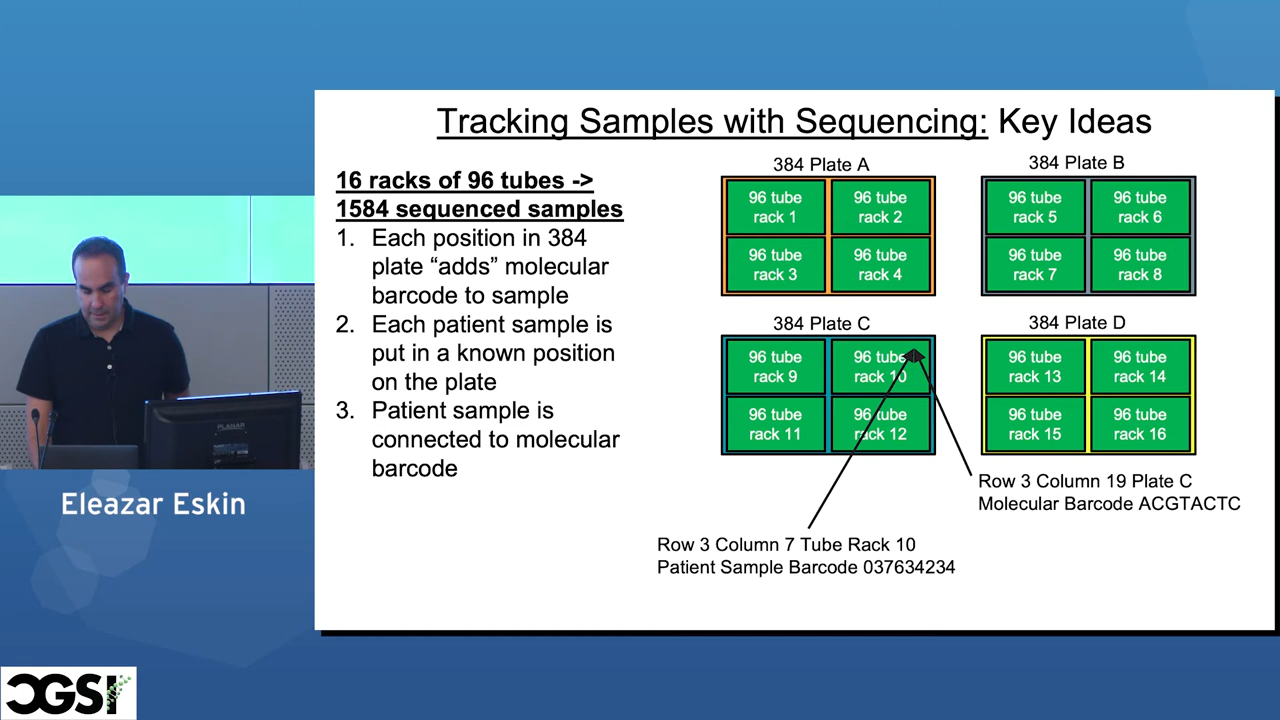 Tracking Samples with Sequencing: Key Ideas
16 racks of 96 tubes ->
1584 sequenced samples
1. Each position in 384
plate “adds” molecular
barcode to sample
2. Each patient sample is
put in a known position
on the plate
3. Patient sample is
connected to molecular
barcode
384 Plate A
96 tube
rack 1
96 tube
rack 2
96 tube
rack 3
96 tube
rack 4
384 Plate B
96 tube
rack 5
96 tube
rack 6
96 tube
rack 7
96 tube
rack 8
384 Plate C
96 tube
rack 9
96 tube
rack 10
96 tube
rack 11
96 tube
rack 12
384 Plate D
96 tube
rack 13
96 tube
rack 14
96 tube
rack 15
96 tube
rack 16
Row 3 Column 19 Plate C
Molecular Barcode ACGTACTC
Row 3 Column 7 Tube Rack 10
Patient Sample Barcode 037634234
PLANAR
Eleazar Eskin
CGSI